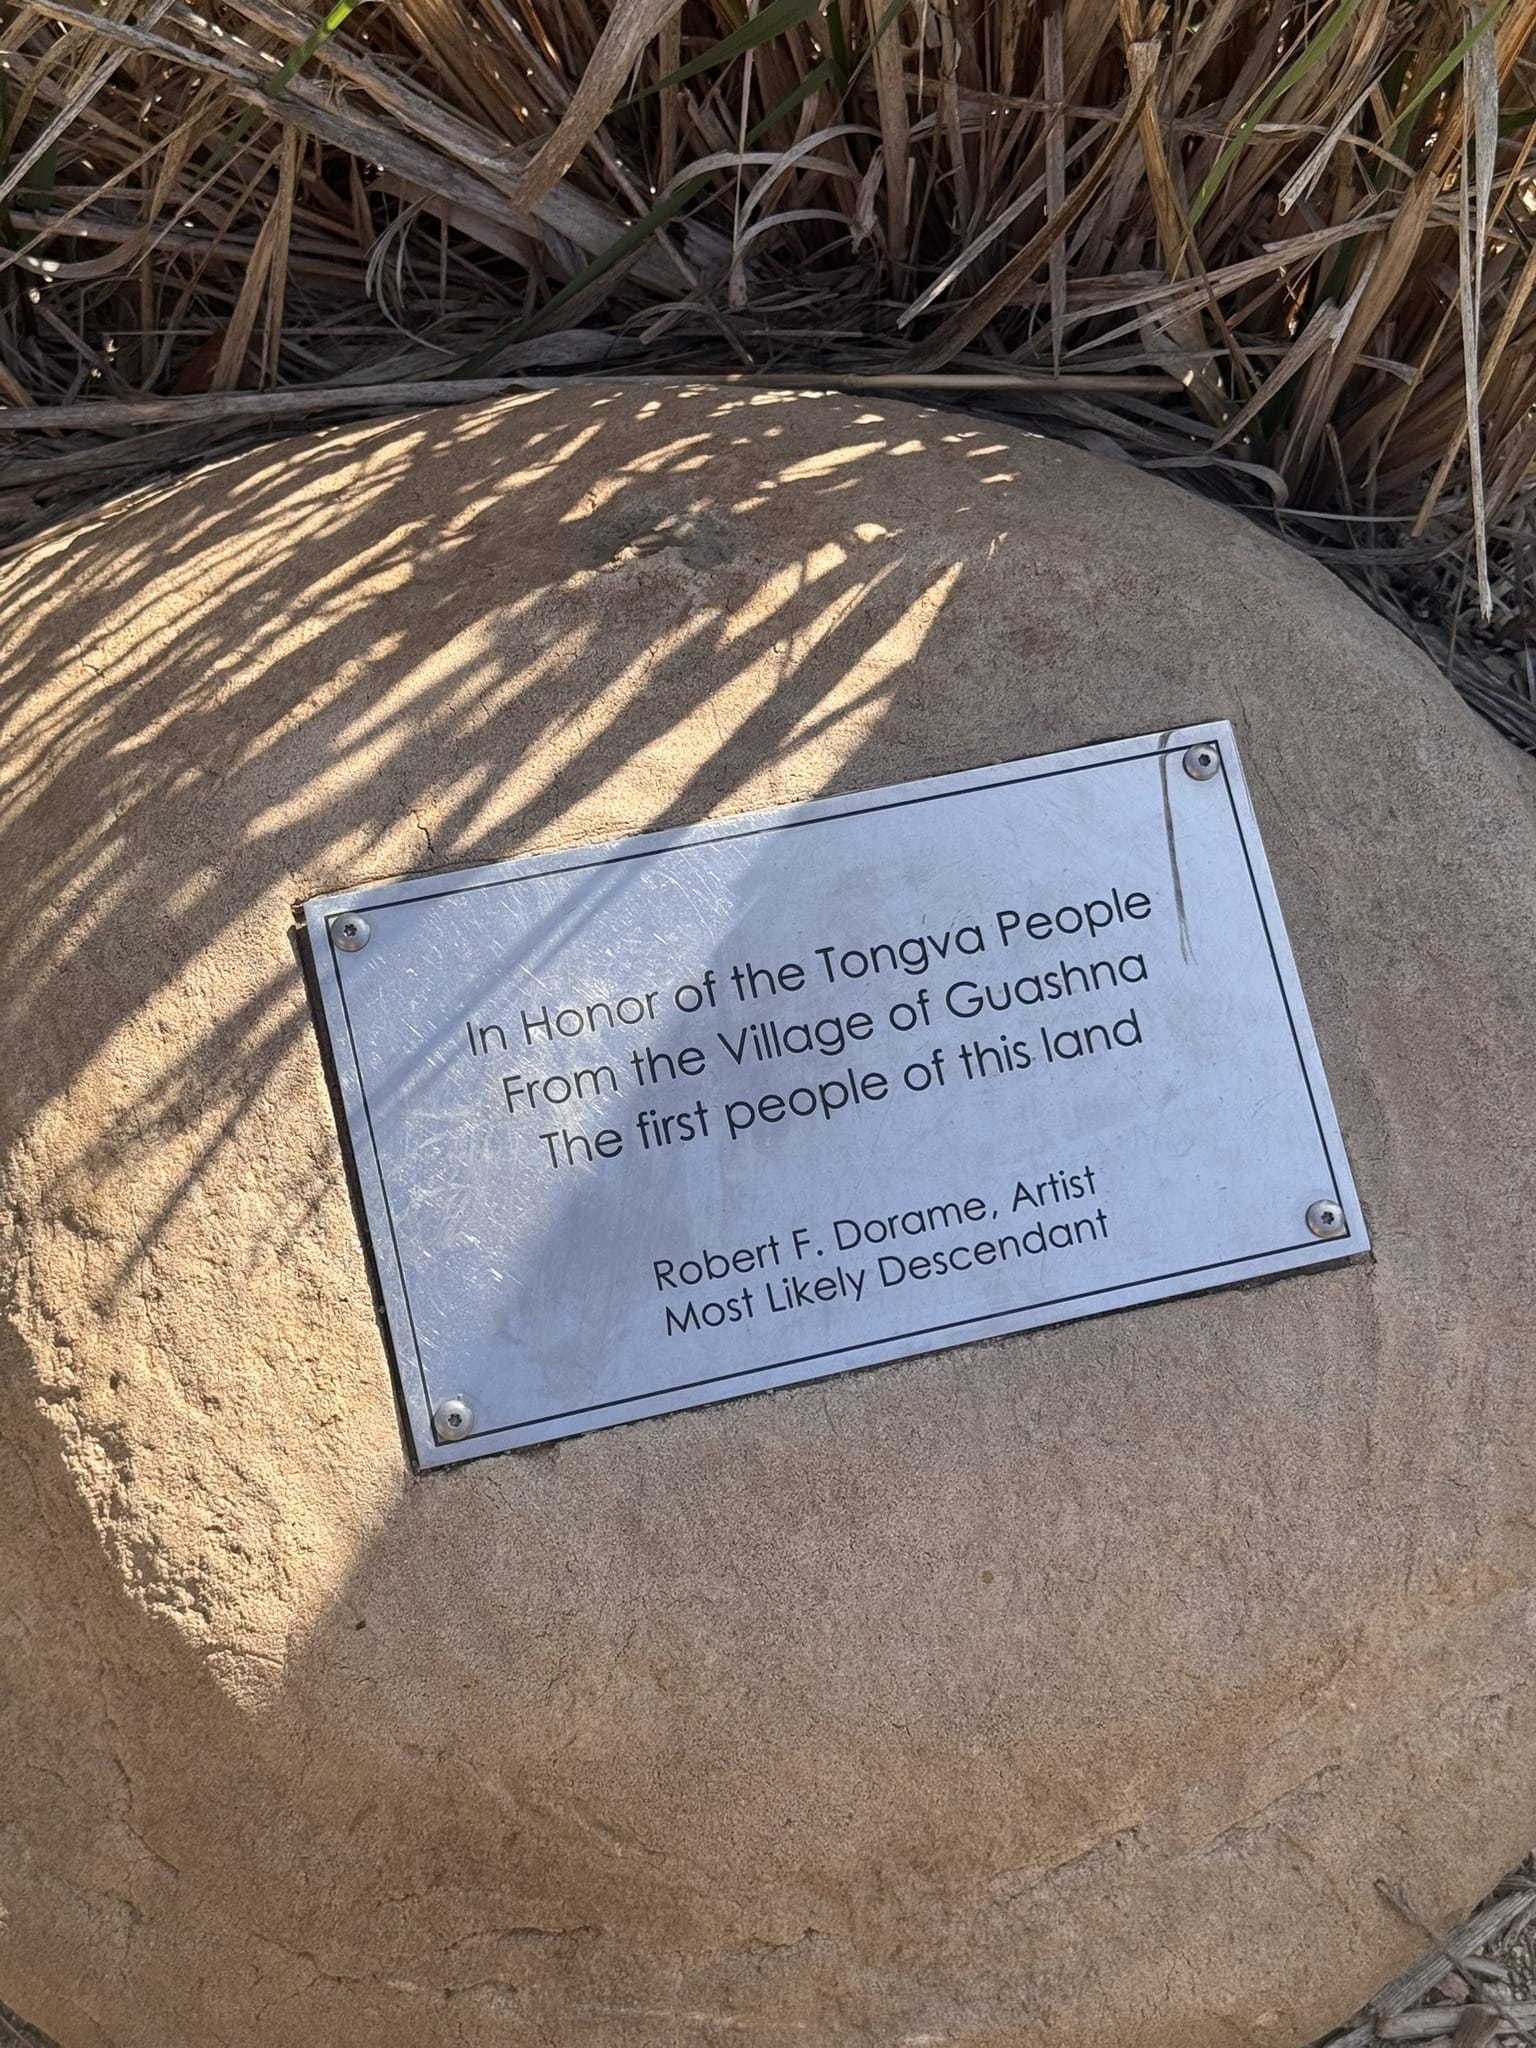 In Honor of the Tongva People
From the Village of Guashna
The first people of this land
Robert F. Dorame, Artist
Most Likely Descendant